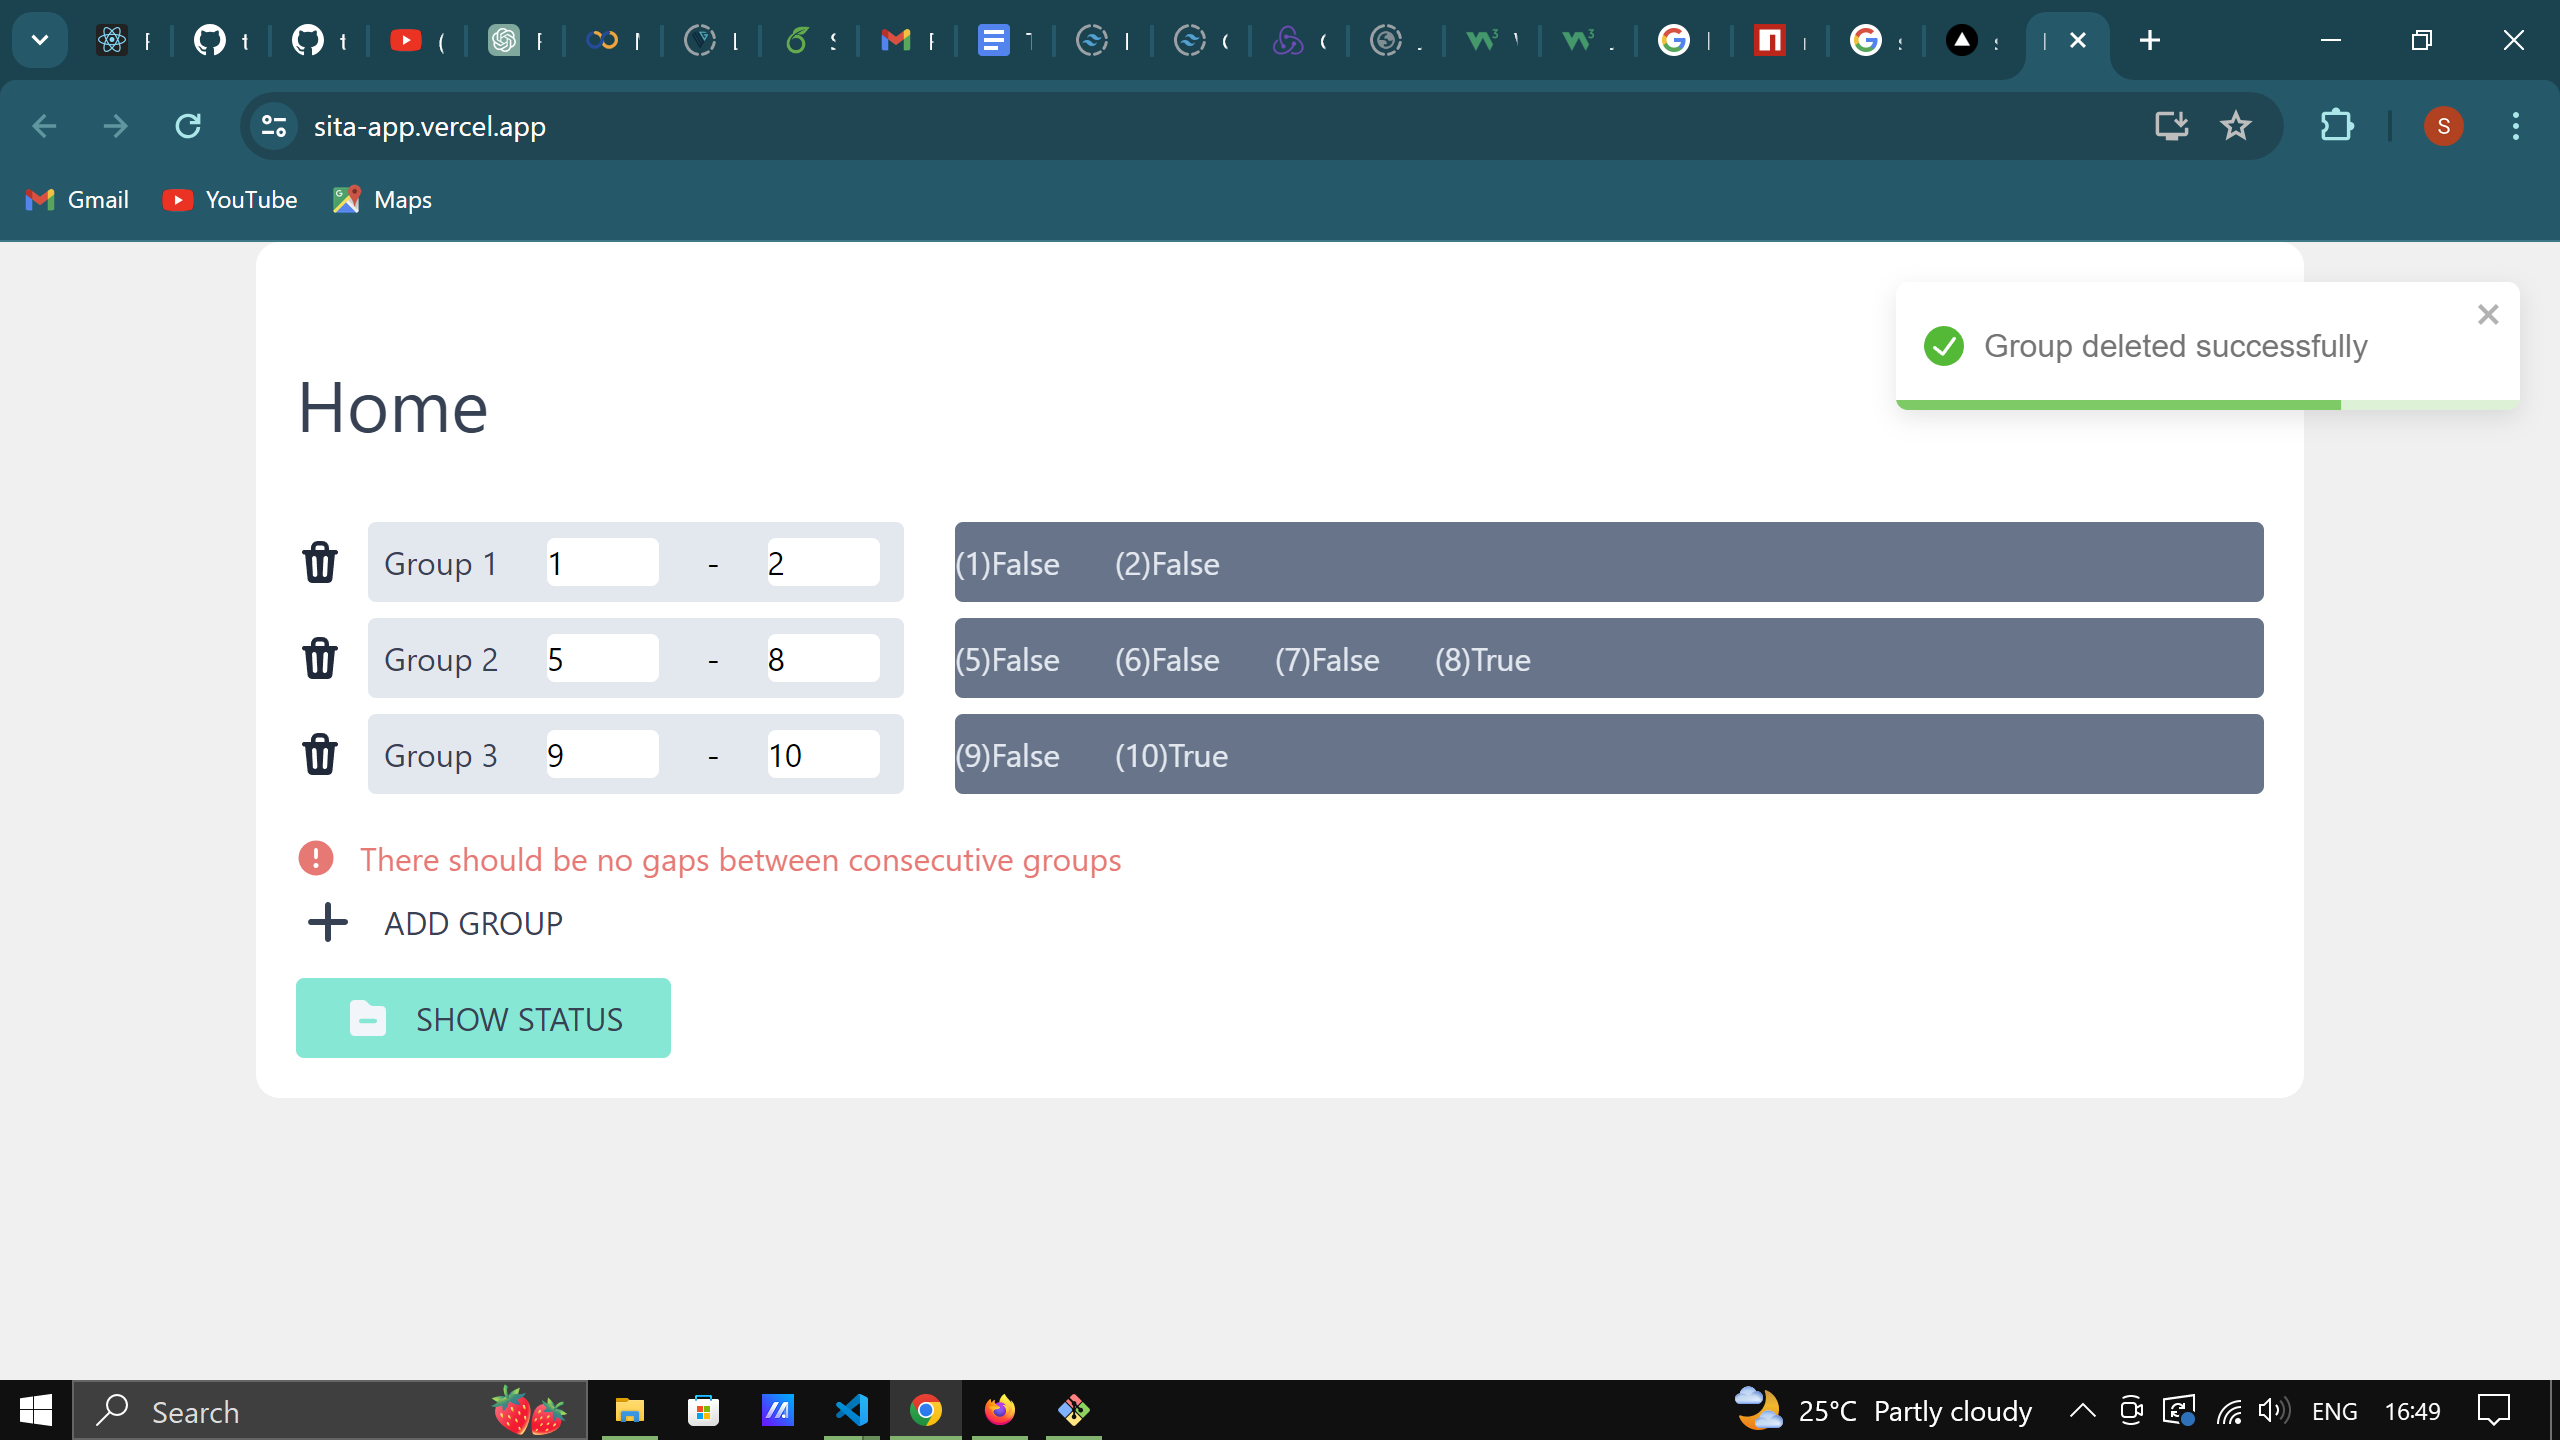 sita-app.vercel.app
S
Gmail YouTube Maps
Group deleted successfully
Home
Group 1 1 - 2 (1)False (2)False
Group 2 5 - 8 (5)False (6)False (7)False (8)True
Group 3 9 - 10 (9)False (10)True
There should be no gaps between consecutive groups
ADD GROUP
SHOW STATUS
Search 25°C Partly cloudy ENG 16:49